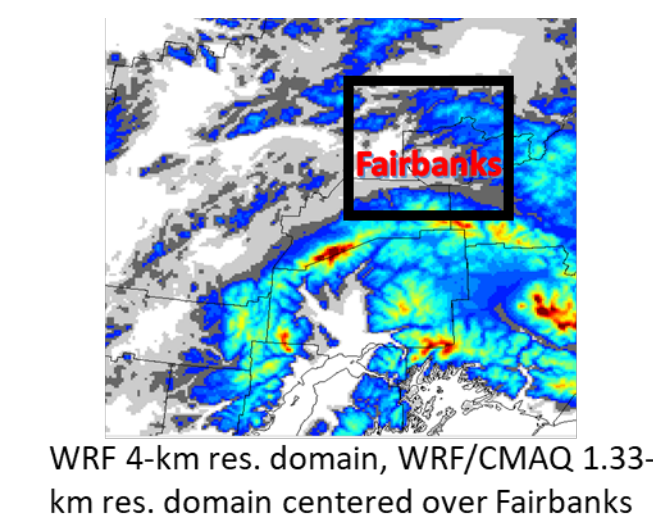 Fairbanks
WRF 4-km res. domain, WRF/CMAQ 1.33-
km res. domain centered over Fairbanks